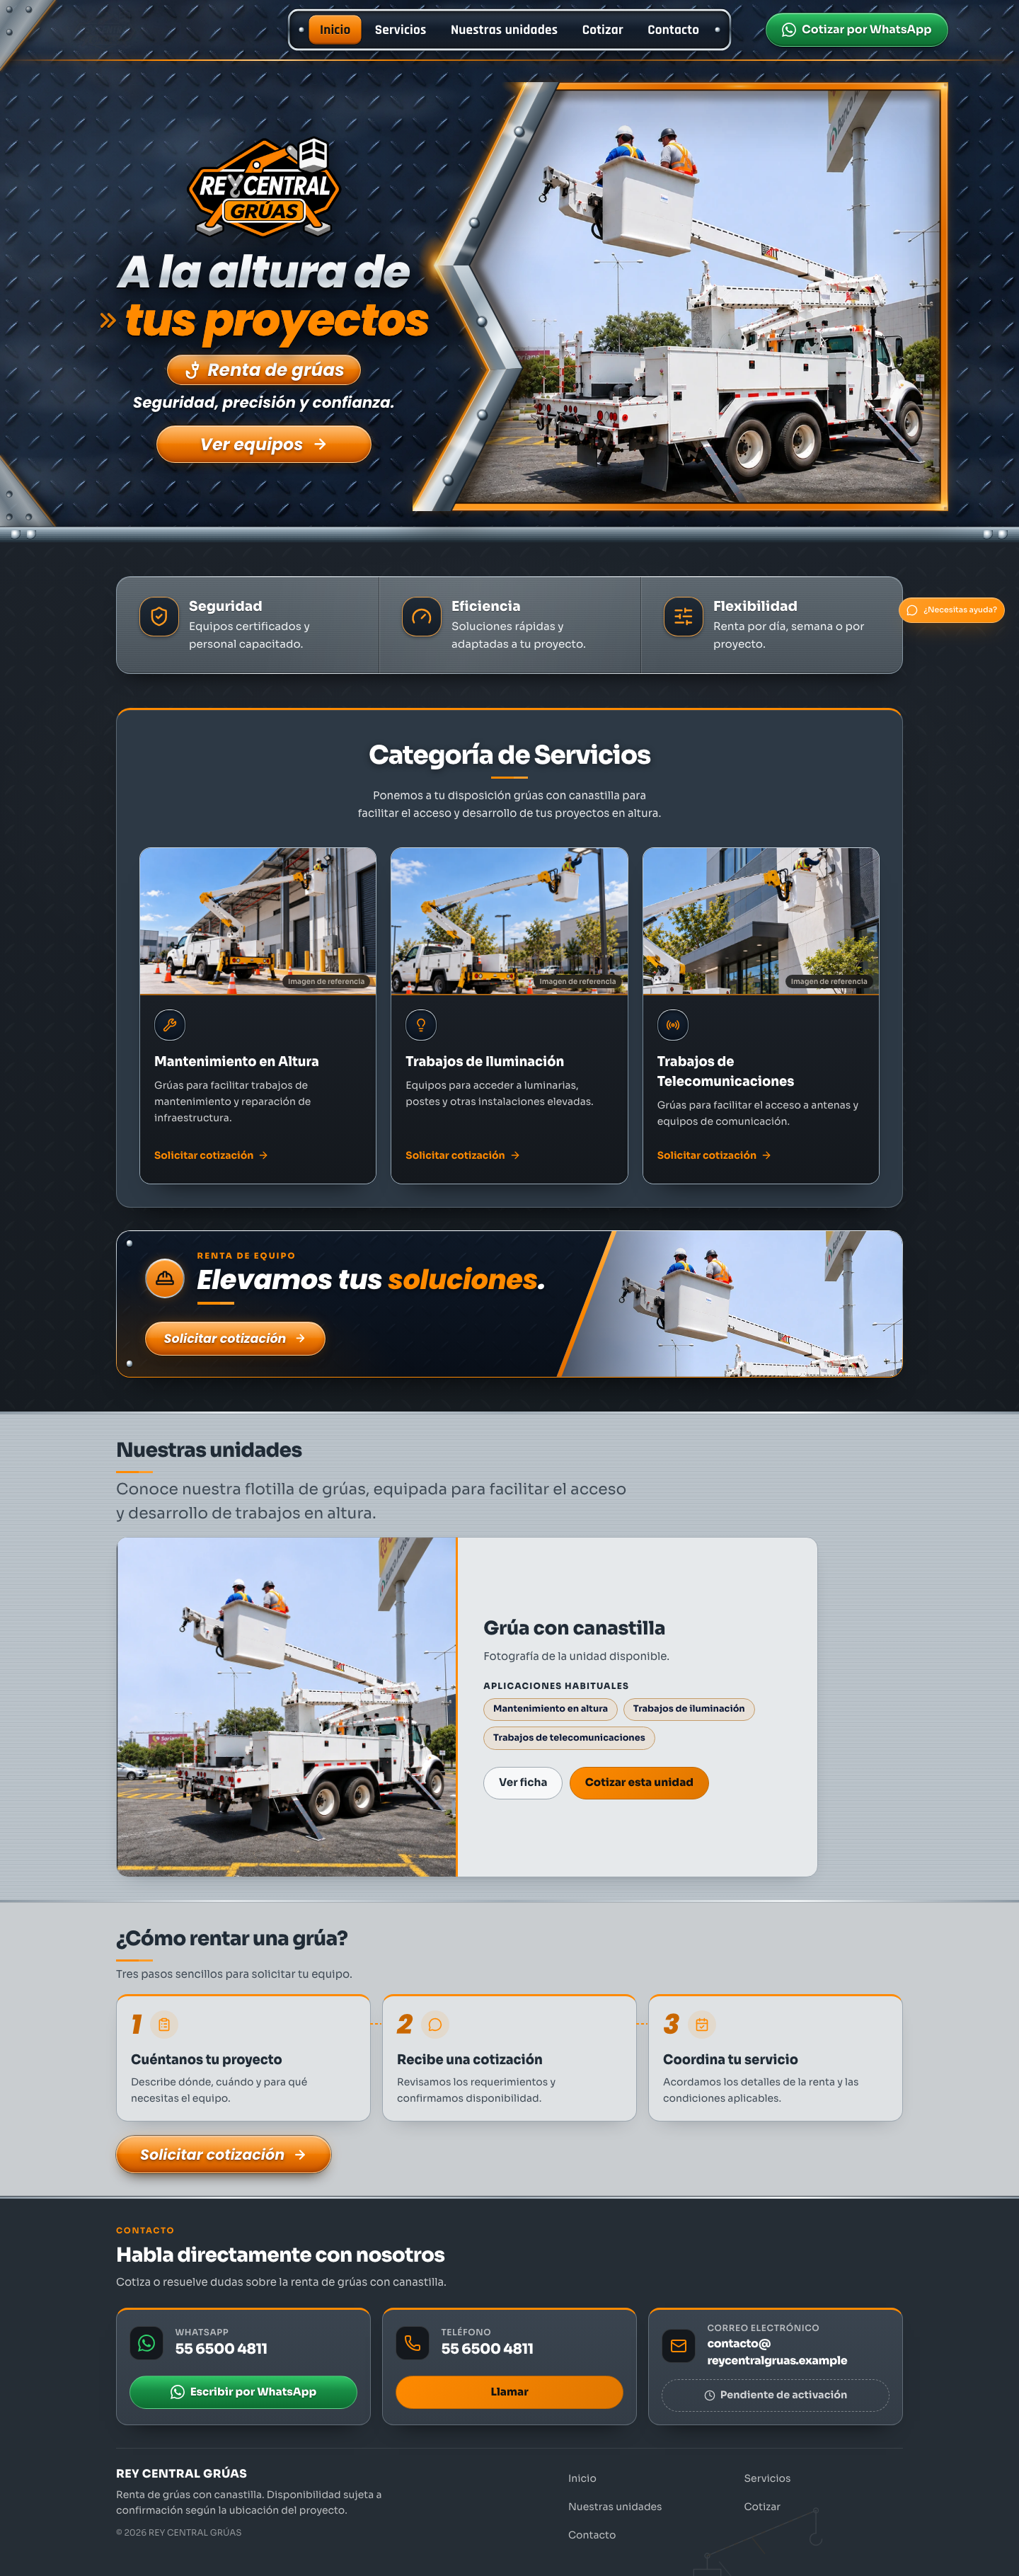 Inicio
Servicios
Nuestras unidades
Cotizar
Contacto
Cotizar por WhatsApp
REY CENTRAL
GRÚAS
A la altura de
tus proyectos
Renta de grúas
Seguridad, precisión y confianza.
Ver equipos
Seguridad
Equipos certificados y
personal capacitado.
Eficiencia
Soluciones rápidas y
adaptadas a tu proyecto.
Flexibilidad
Renta por día, semana o por
proyecto.
¿Necesitas ayuda?
Categoría de Servicios
Ponemos a tu disposición grúas con canastilla para
facilitar el acceso y desarrollo de tus proyectos en altura.
Imagen de referencia
Imagen de referencia
Imagen de referencia
Mantenimiento en Altura
Grúas para facilitar trabajos de
mantenimiento y reparación de
infraestructura.
Solicitar cotización
Trabajos de Iluminación
Equipos para acceder a luminarias,
postes y otras instalaciones elevadas.
Solicitar cotización
Trabajos de
Telecomunicaciones
Grúas para facilitar el acceso a antenas y
equipos de comunicación.
Solicitar cotización
RENTA DE EQUIPO
Elevamos tus soluciones.
Solicitar cotización
Nuestras unidades
Conoce nuestra flotilla de grúas, equipada para facilitar el acceso
y desarrollo de trabajos en altura.
Grúa con canastilla
Fotografía de la unidad disponible.
APLICACIONES HABITUALES
Mantenimiento en altura
Trabajos de iluminación
Trabajos de telecomunicaciones
Ver ficha
Cotizar esta unidad
¿Cómo rentar una grúa?
Tres pasos sencillos para solicitar tu equipo.
1
Cuéntanos tu proyecto
Describe dónde, cuándo y para qué
necesitas el equipo.
2
Recibe una cotización
Revisamos los requerimientos y
confirmamos disponibilidad.
3
Coordina tu servicio
Acordamos los detalles de la renta y las
condiciones aplicables.
Solicitar cotización
CONTACTO
Habla directamente con nosotros
Cotiza o resuelve dudas sobre la renta de grúas con canastilla.
WHATSAPP
55 6500 4811
Escribir por WhatsApp
TELÉFONO
55 6500 4811
Llamar
CORREO ELECTRÓNICO
contacto@
reycentralgruas.example
Pendiente de activación
REY CENTRAL GRÚAS
Renta de grúas con canastilla. Disponibilidad sujeta a
confirmación según la ubicación del proyecto.
© 2026 REY CENTRAL GRÚAS
Inicio
Servicios
Nuestras unidades
Cotizar
Contacto